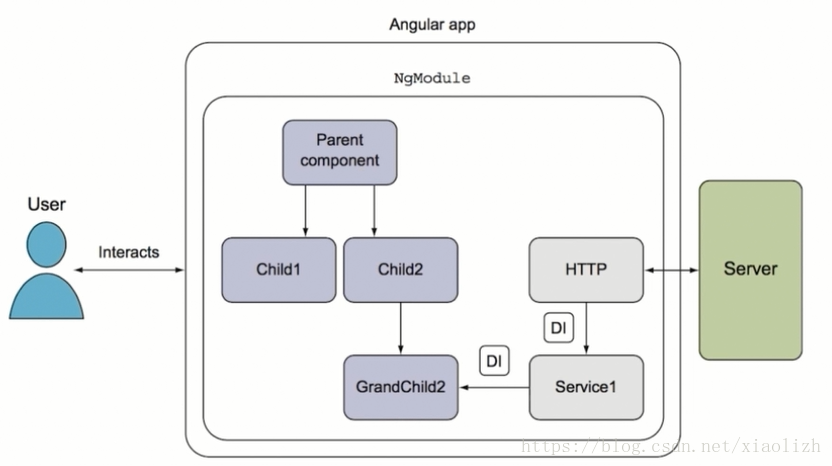 Angular app
NgModule
Parent
component
User
Interacts
Child1
Child2
HTTP
Server
DI
DI
GrandChild2
Service1
https://blog.csdn.net/xiaolizh